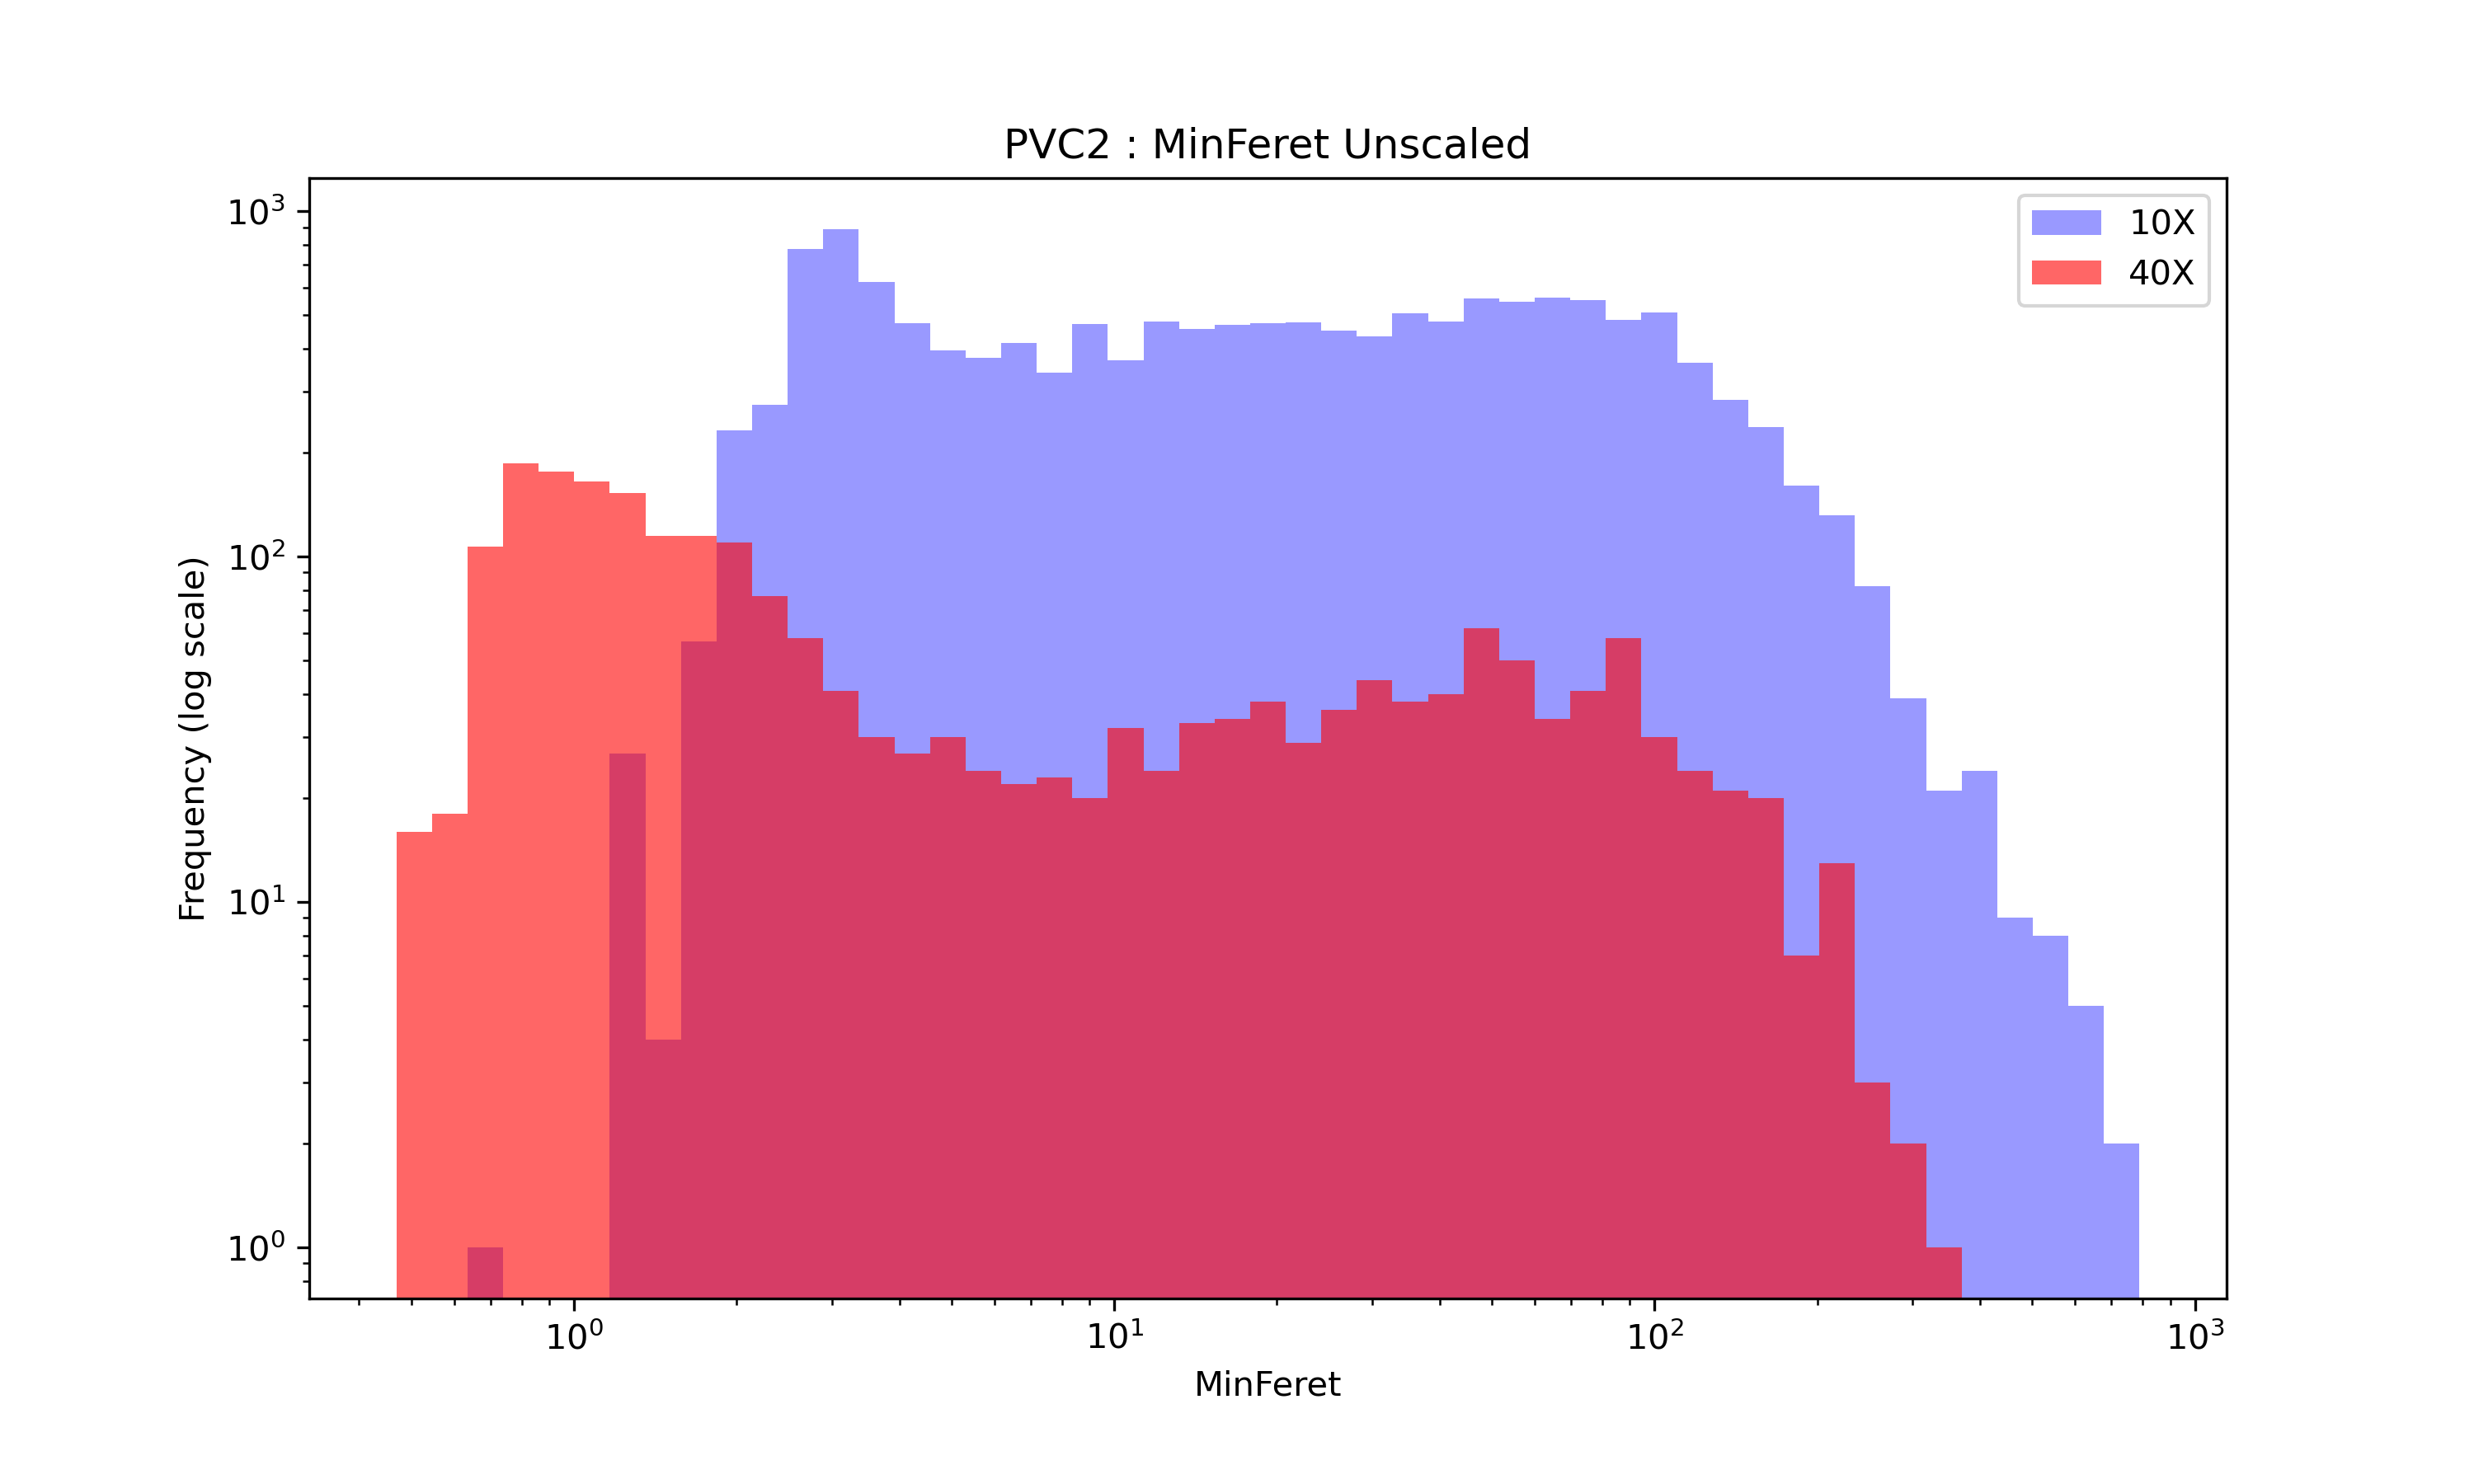 PVC2 : MinFeret Unscaled
10X
40X
Frequency (log scale)
10³
10²
10¹
10⁰
10⁰ 10¹ 10² 10³
MinFeret